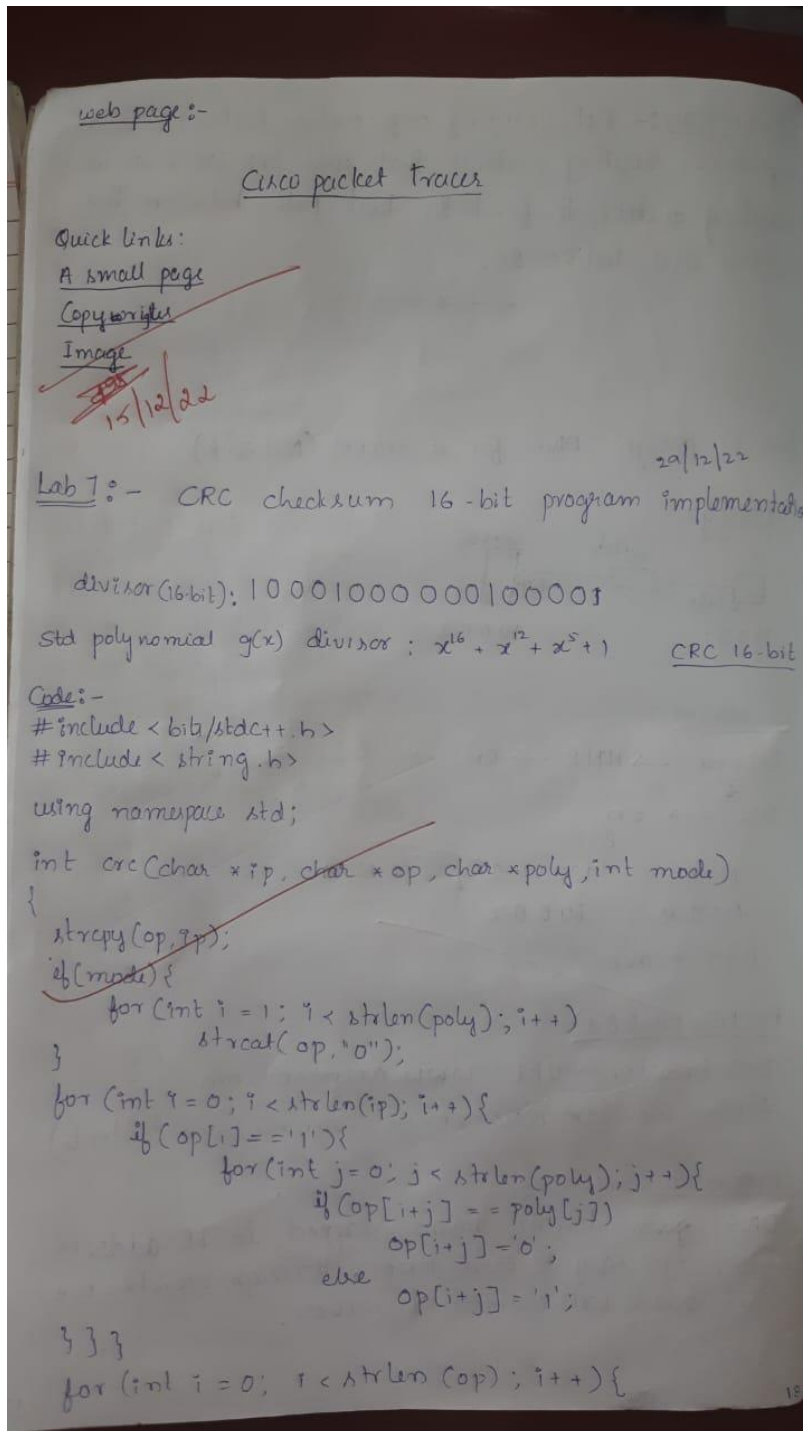 web page :-
Cisco packet tracer
Quick links:
A small page
Copywrights
Image
15/12/22
29/12/22
Lab 7 :- CRC checksum 16-bit program implementation
divisor (16-bit): 10001000000100001
Std polynomial g(x) divisor : x^16 + x^12 + x^5 + 1 CRC 16-bit
Code :-
#include <bits/stdc++.h>
#include <string.h>
using namespace std;
int crc(char *ip, char *op, char *poly, int mode)
{
strcpy(op, ip);
if(mode){
for(int i = 1; i < strlen(poly); i++)
strcat(op, "0");
}
for (int i = 0; i < strlen(ip); i++){
if (op[i] == '1'){
for(int j = 0; j < strlen(poly); j++){
if (op[i+j] == poly[j])
op[i+j] = '0';
else
op[i+j] = '1';
} } }
for (int i = 0; i < strlen (op); i++){
18